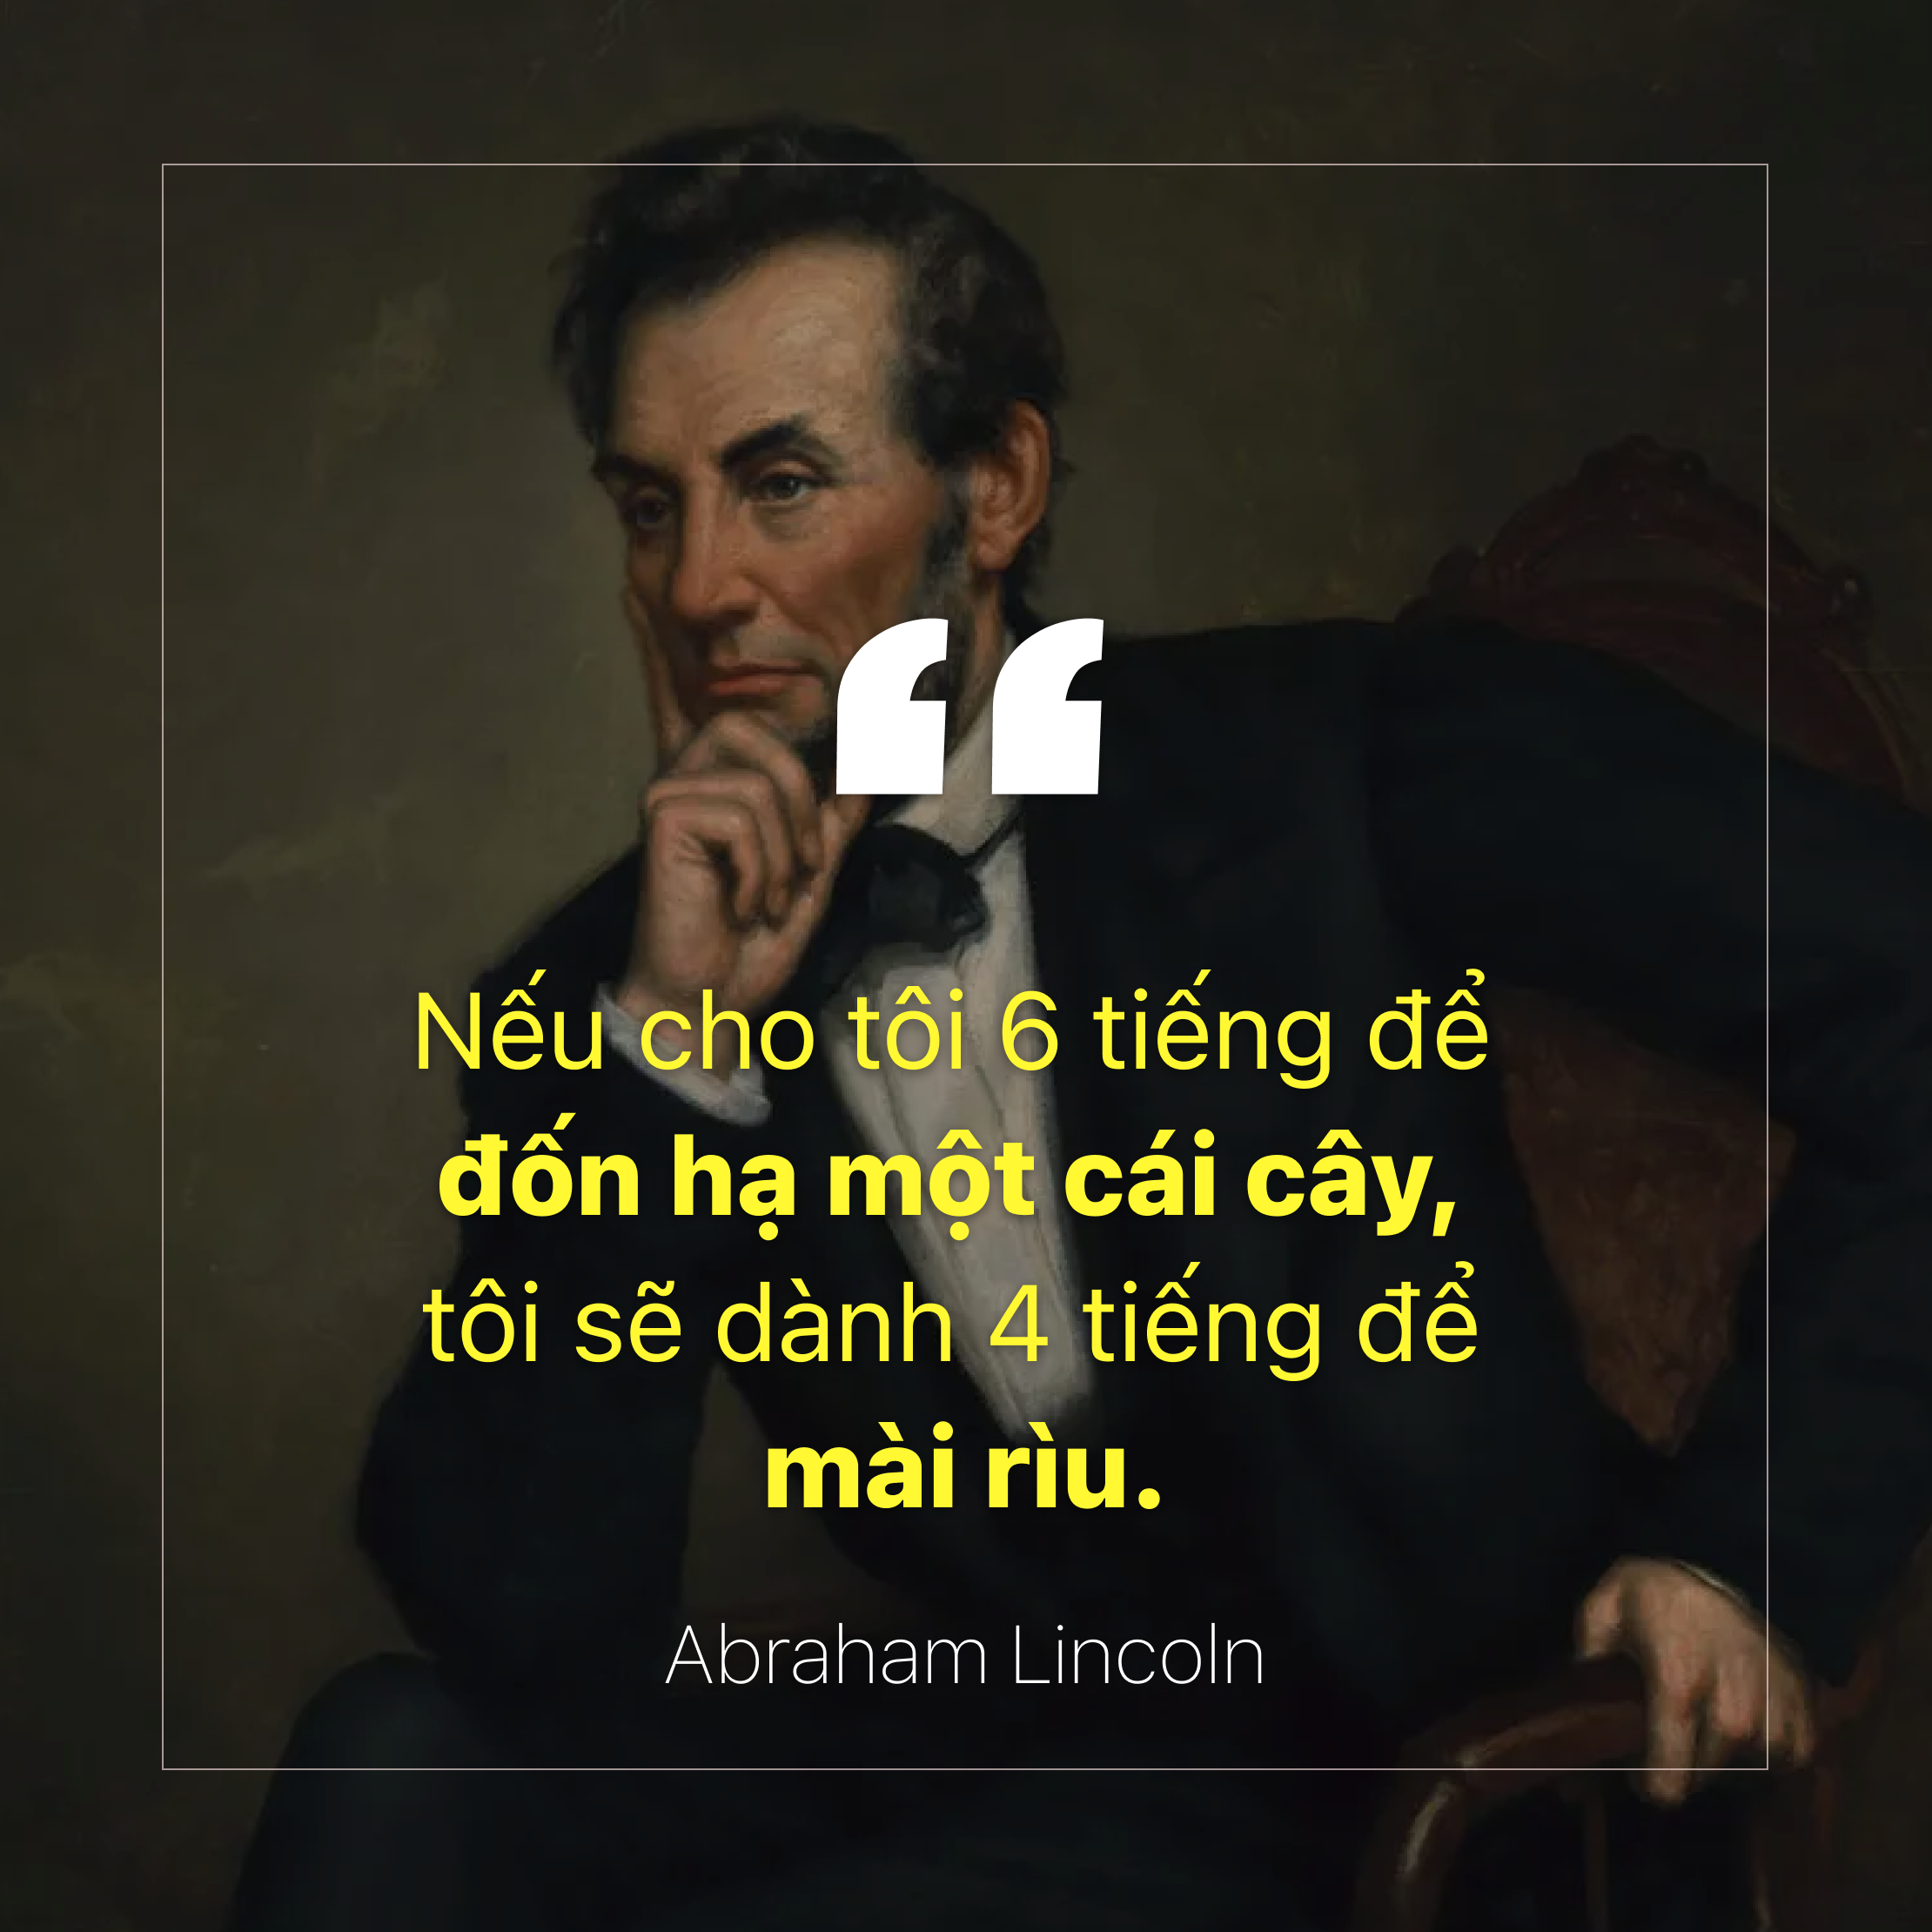 “
Nếu cho tôi 6 tiếng để
đốn hạ một cái cây,
tôi sẽ dành 4 tiếng để
mài rìu.
Abraham Lincoln